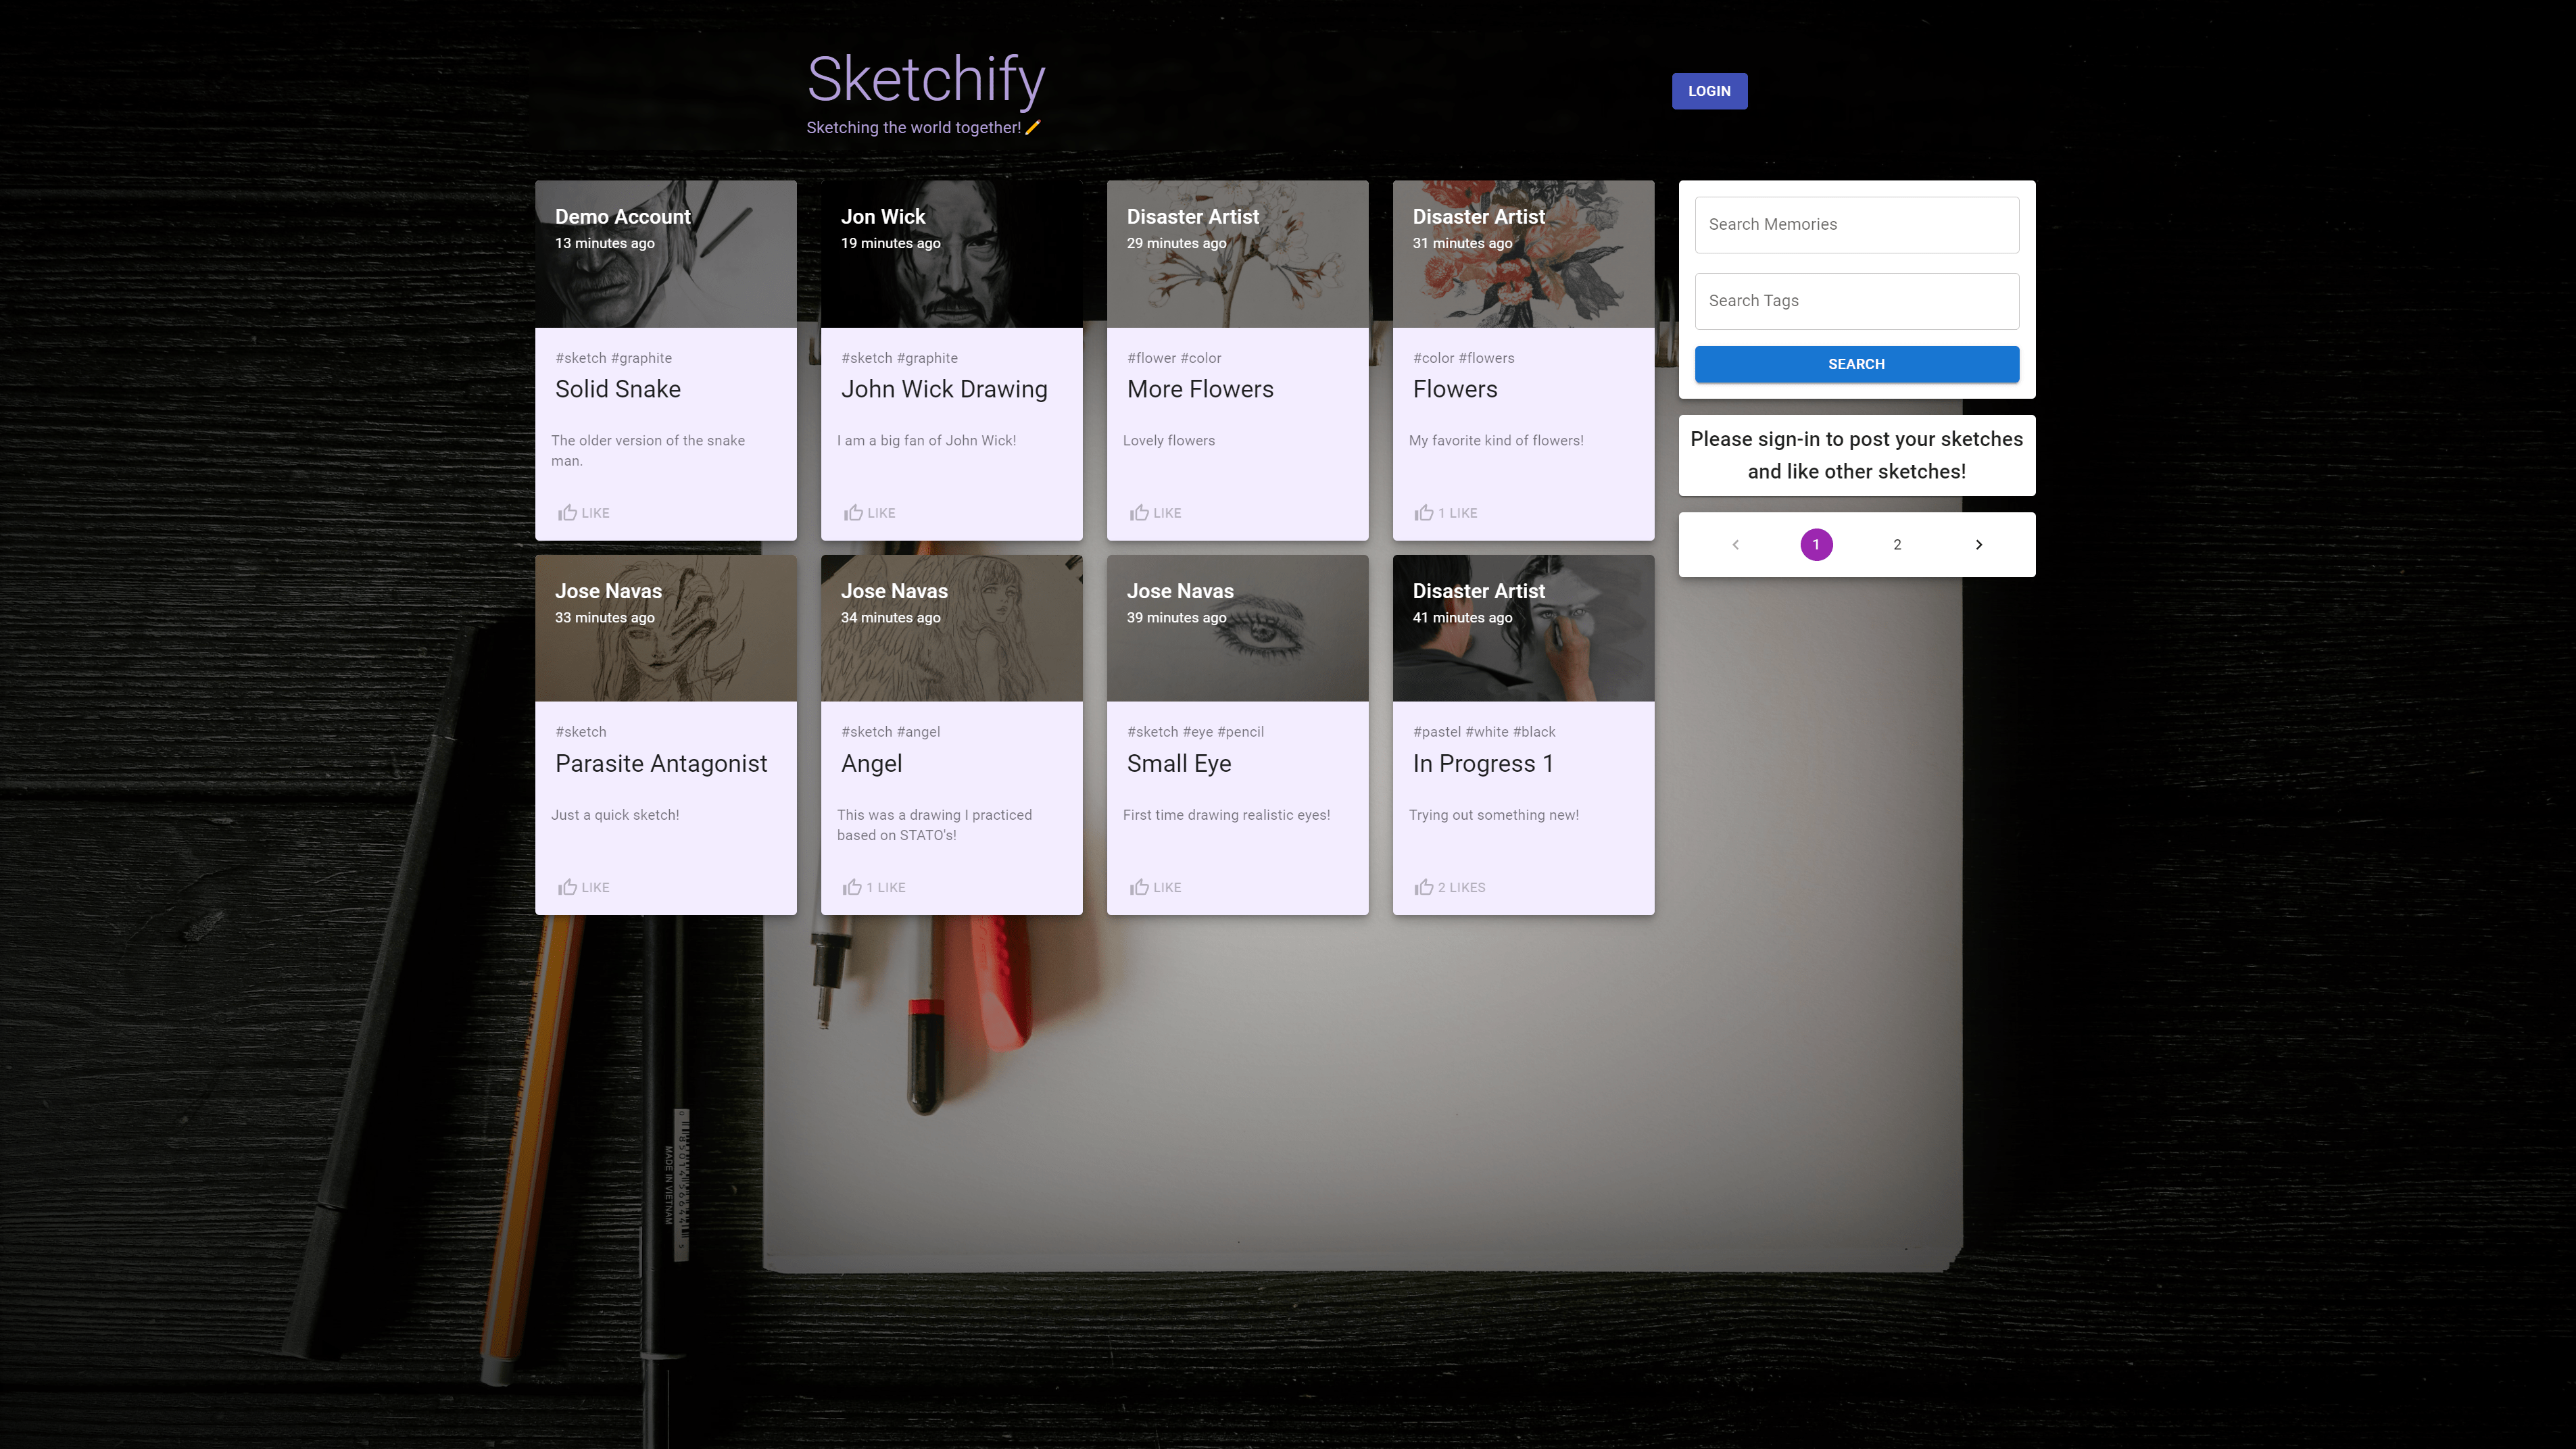 Sketchify
Sketching the world together!
LOGIN
Demo Account
13 minutes ago
#sketch #graphite
Solid Snake
The older version of the snake
man.
LIKE
Jon Wick
19 minutes ago
#sketch #graphite
John Wick Drawing
I am a big fan of John Wick!
LIKE
Disaster Artist
29 minutes ago
#flower #color
More Flowers
Lovely flowers
LIKE
Disaster Artist
31 minutes ago
#color #flowers
Flowers
My favorite kind of flowers!
1 LIKE
Search Memories
Search Tags
SEARCH
Please sign-in to post your sketches
and like other sketches!
1
2
Jose Navas
33 minutes ago
#sketch
Parasite Antagonist
Just a quick sketch!
LIKE
Jose Navas
34 minutes ago
#sketch #angel
Angel
This was a drawing I practiced
based on STATO's!
1 LIKE
Jose Navas
39 minutes ago
#sketch #eye #pencil
Small Eye
First time drawing realistic eyes!
LIKE
Disaster Artist
41 minutes ago
#pastel #white #black
In Progress 1
Trying out something new!
2 LIKES
MADE IN VIETNAM